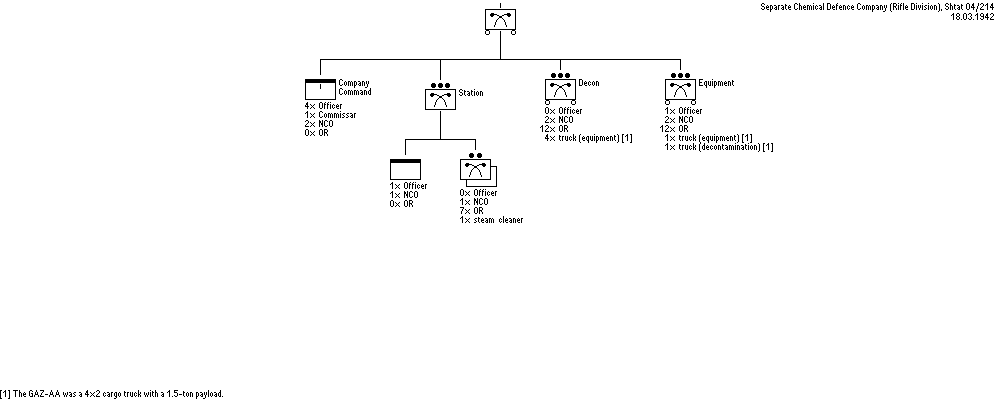 Separate Chemical Defence Company (Rifle Division), Shtat 04/214
18.03.1942
Company
Command
4× Officer
1× Commissar
2× NCO
0× OR
Station
Decon
0× Officer
2× NCO
12× OR
4× truck (equipment) [1]
Equipment
1× Officer
2× NCO
12× OR
1× truck (equipment) [1]
1× truck (decontamination) [1]
1× Officer
1× NCO
0× OR
0× Officer
1× NCO
7× OR
1× steam cleaner
[1] The GAZ-AA was a 4×2 cargo truck with a 1.5-ton payload.